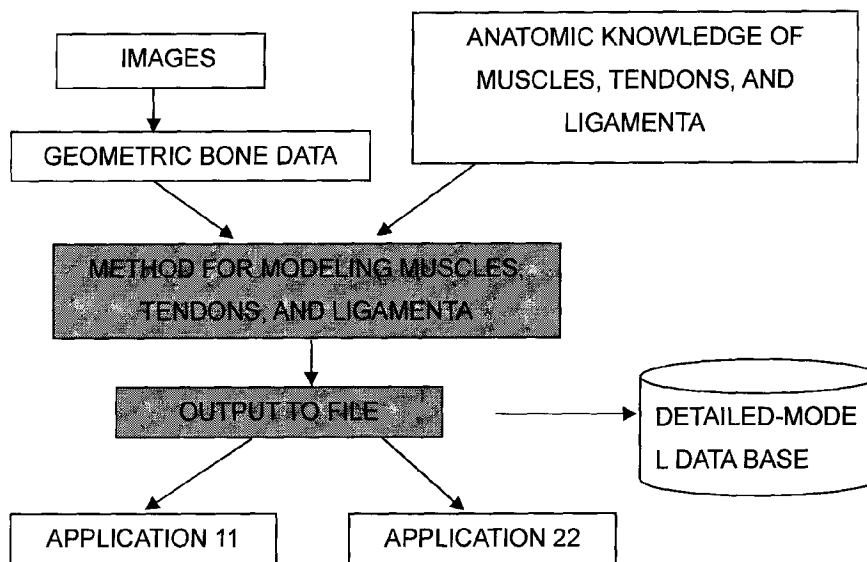 IMAGES
ANATOMIC KNOWLEDGE OF
MUSCLES, TENDONS, AND
LIGAMENTA
GEOMETRIC BONE DATA
METHOD FOR MODELING MUSCLES,
TENDONS, AND LIGAMENTA
OUTPUT TO FILE
DETAILED-MODE
L DATA BASE
APPLICATION 11
APPLICATION 22